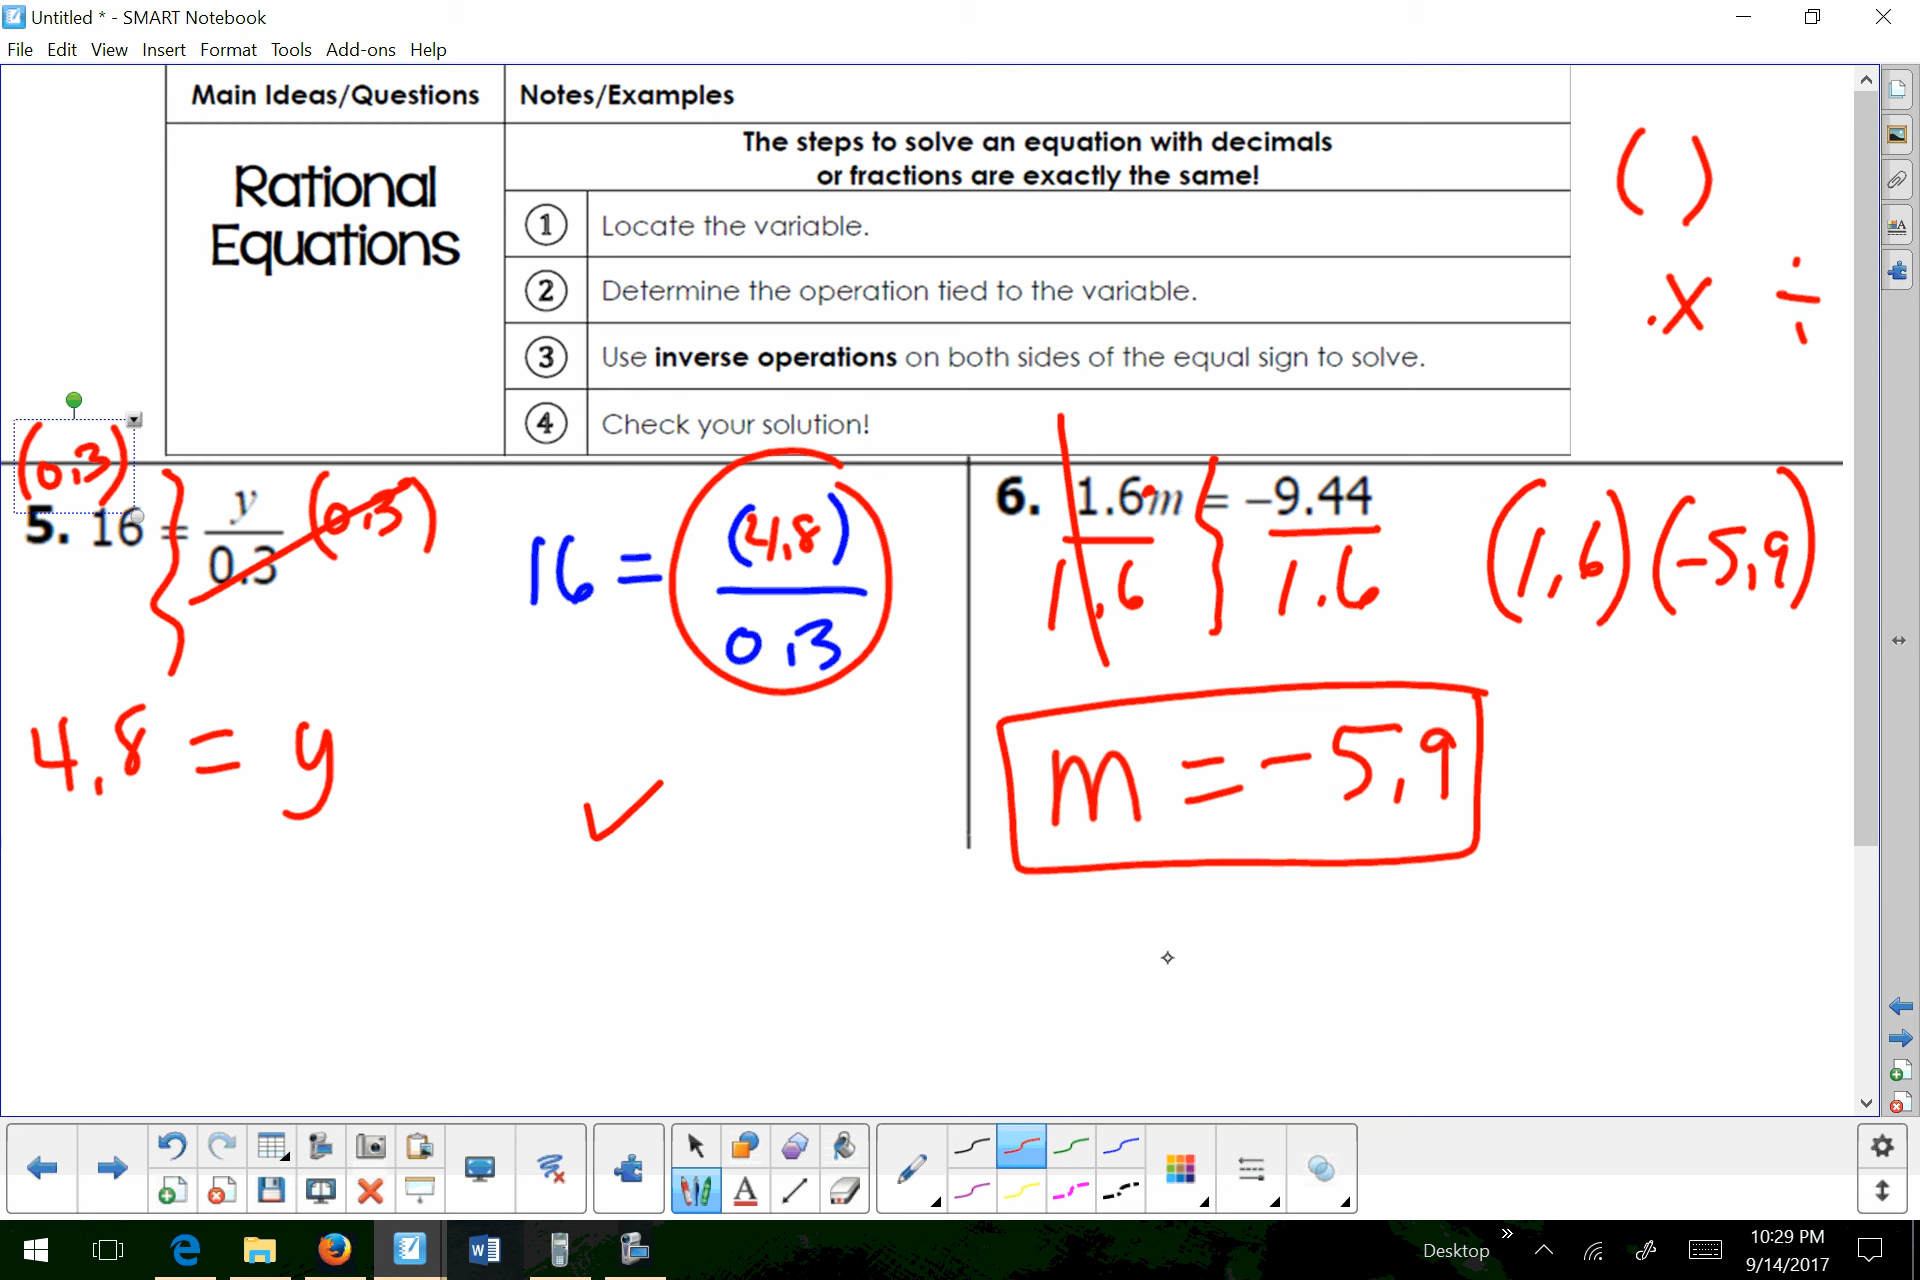 Untitled * - SMART Notebook
File Edit View Insert Format Tools Add-ons Help
Main Ideas/Questions Notes/Examples
Rational
Equations
The steps to solve an equation with decimals
or fractions are exactly the same!
1 Locate the variable.
2 Determine the operation tied to the variable.
3 Use inverse operations on both sides of the equal sign to solve.
4 Check your solution!
( )
. x ÷
(0.3)
5. 16 = y/0.3 (0.3)
16 = (4.8)/0.3
4.8 = y
✓
6. 1.6m = -9.44
1.6 1.6
(1.6)(-5.9)
m = -5.9
Desktop
10:29 PM
9/14/2017